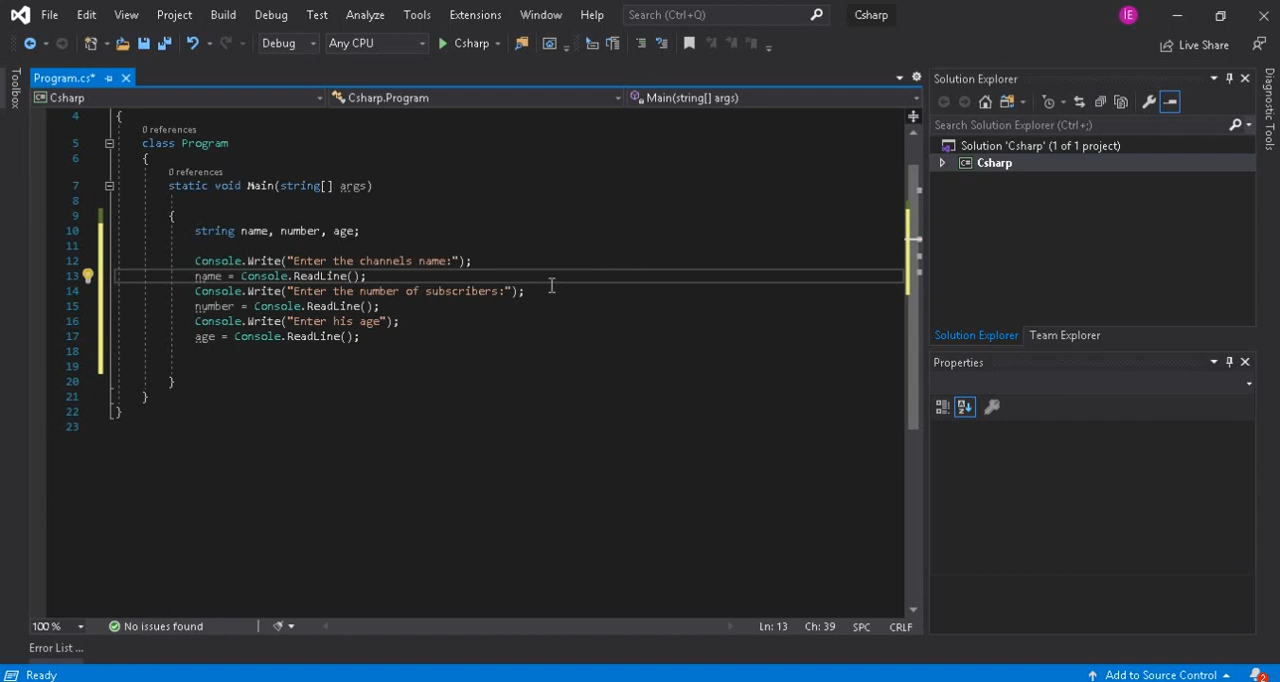 File Edit View Project Build Debug Test Analyze Tools Extensions Window Help Search (Ctrl+Q) Csharp IE
Debug Any CPU Csharp Live Share
Toolbox
Program.cs*
Csharp Csharp.Program Main(string[] args)
4 {
0 references
5 class Program
6 {
0 references
7 static void Main(string[] args)
8
9 {
10 string name, number, age;
11
12 Console.Write("Enter the channels name:");
13 name = Console.ReadLine();
14 Console.Write("Enter the number of subscribers:");
15 number = Console.ReadLine();
16 Console.Write("Enter his age");
17 age = Console.ReadLine();
18
19
20 }
21 }
22 }
23
100 % No issues found Ln: 13 Ch: 39 SPC CRLF
Error List ...
Ready Add to Source Control 2
Solution Explorer
Search Solution Explorer (Ctrl+;)
Solution 'Csharp' (1 of 1 project)
C# Csharp
Solution Explorer Team Explorer
Properties
Diagnostic Tools